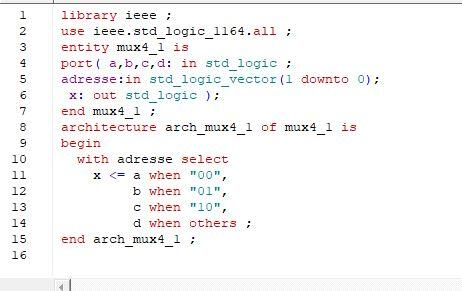 1 library ieee ;
2 use ieee.std_logic_1164.all ;
3 entity mux4_1 is
4 port( a,b,c,d: in std_logic ;
5 adresse:in std_logic_vector(1 downto 0);
6 x: out std_logic );
7 end mux4_1 ;
8 architecture arch_mux4_1 of mux4_1 is
9 begin
10 with adresse select
11 x <= a when "00",
12 b when "01",
13 c when "10",
14 d when others ;
15 end arch_mux4_1 ;
16